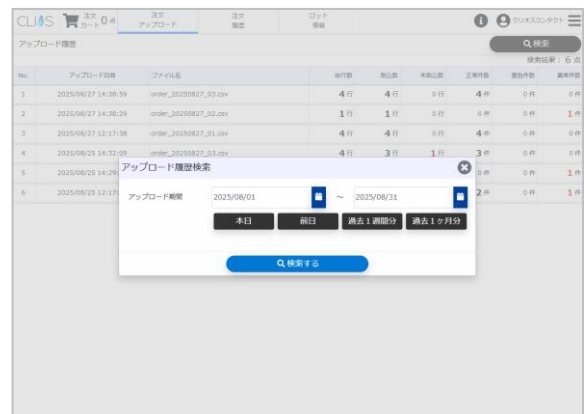 CLIOS 注文カート 0 件 注文アップロード 注文履歴 ロット情報 クリオスコンタクト
アップロード履歴 検索
検索結果：6 点
No. アップロード日時 ファイル名 総行数 取込数 未取込数 正常件数 警告件数 異常件数
1 2025/08/27 14:38:59 order_20250827_03.csv 4 行 4 行 0 行 4 件 0 件 0 件
2 2025/08/27 14:38:29 order_20250827_02.csv 1 行 1 行 0 行 0 件 0 件 1 件
3 2025/08/27 12:17:38 order_20250827_01.csv 4 行 4 行 0 行 4 件 0 件 0 件
4 2025/08/25 14:32:09 order_20250825_03.csv 4 行 3 行 1 行 3 件 0 件 0 件
5 2025/08/25 14:29 0 件 0 件 1 件
6 2025/08/25 12:17 2 件 0 件 1 件
アップロード履歴検索
アップロード期間 2025/08/01 ～ 2025/08/31
本日 前日 過去１週間分 過去１ヶ月分
検索する